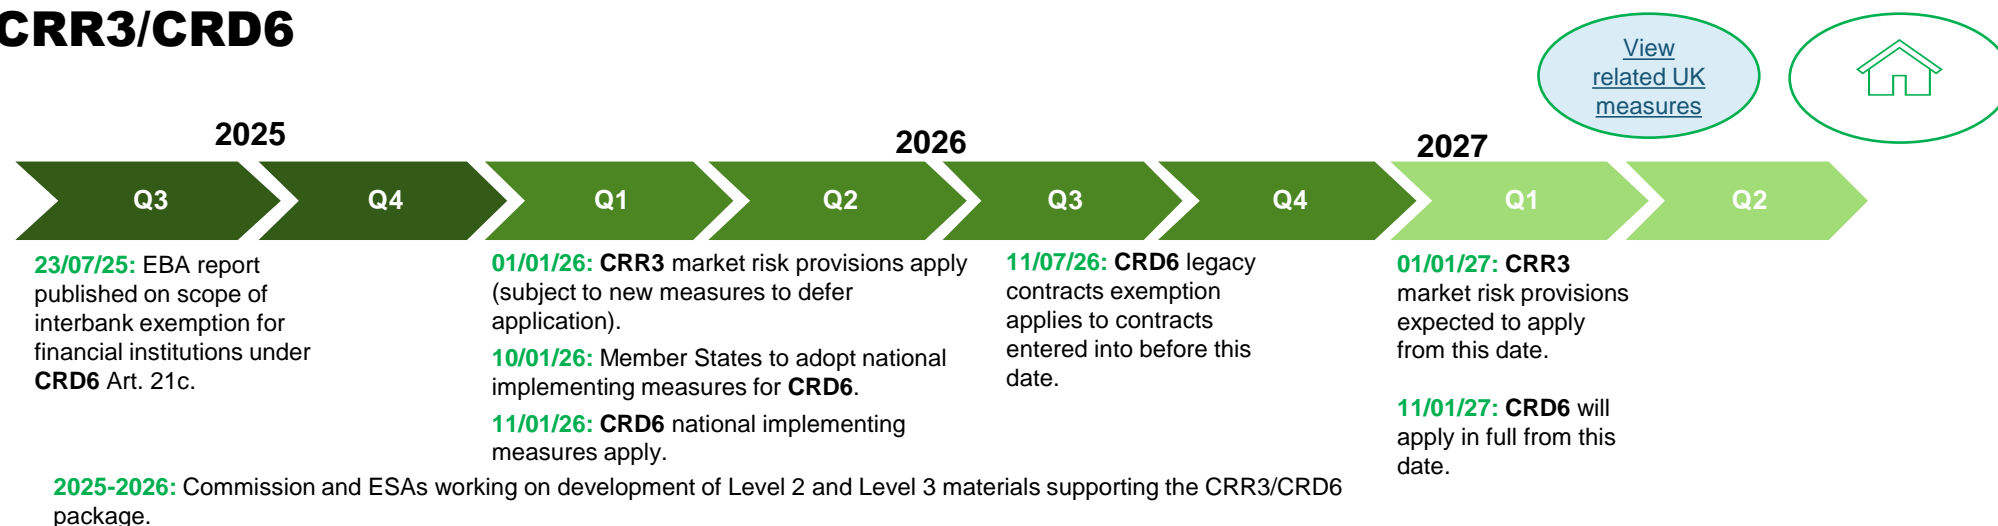 CRR3/CRD6
View
related UK
measures
2025
2026
2027
Q3
Q4
Q1
Q2
Q3
Q4
Q1
Q2
23/07/25: EBA report
published on scope of
interbank exemption for
financial institutions under
CRD6 Art. 21c.
01/01/26: CRR3 market risk provisions apply
(subject to new measures to defer
application).
10/01/26: Member States to adopt national
implementing measures for CRD6.
11/01/26: CRD6 national implementing
measures apply.
11/07/26: CRD6 legacy
contracts exemption
applies to contracts
entered into before this
date.
01/01/27: CRR3
market risk provisions
expected to apply
from this date.
11/01/27: CRD6 will
apply in full from this
date.
2025-2026: Commission and ESAs working on development of Level 2 and Level 3 materials supporting the CRR3/CRD6
package.